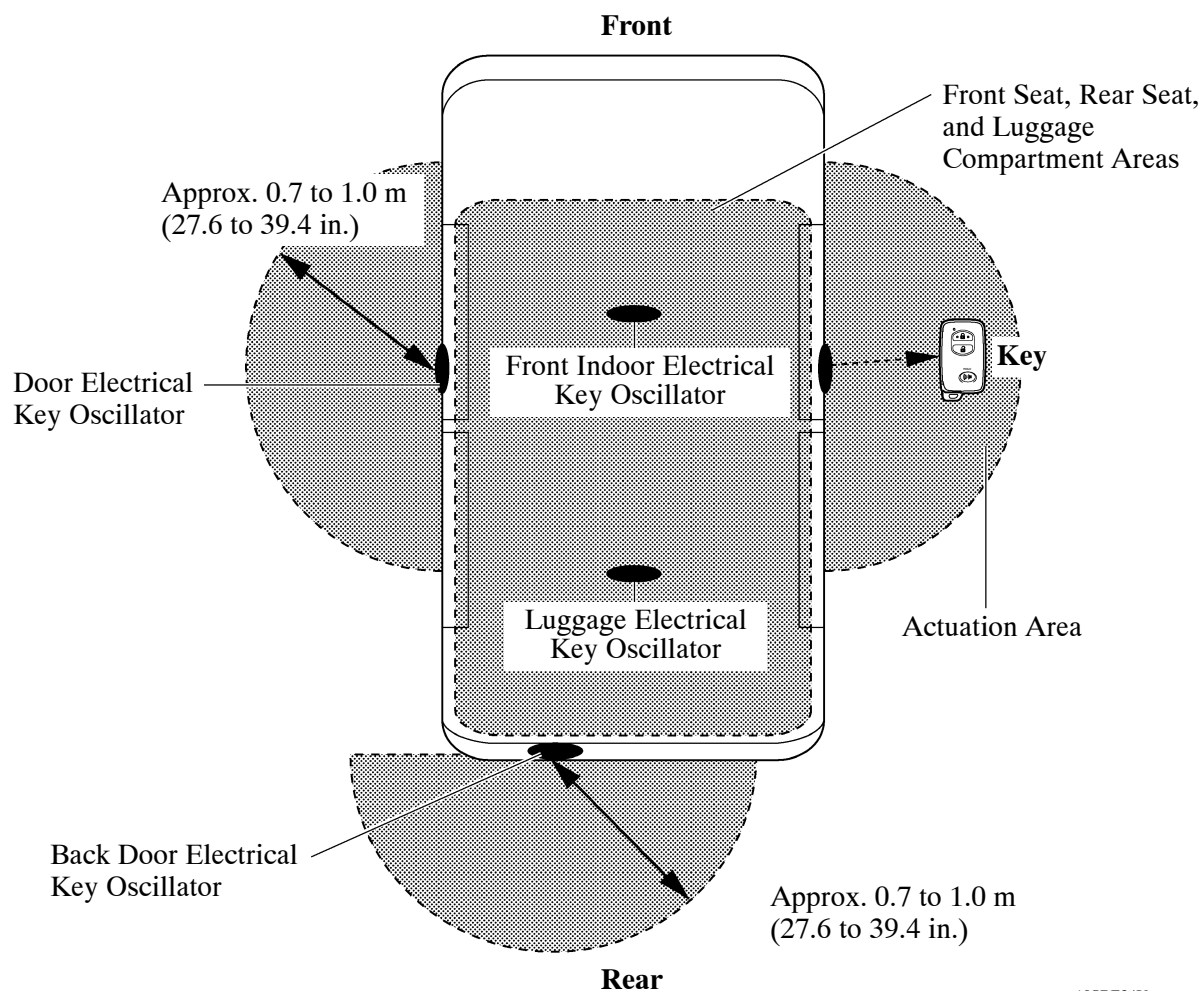 Front
Front Seat, Rear Seat,
and Luggage
Compartment Areas
Approx. 0.7 to 1.0 m
(27.6 to 39.4 in.)
Door Electrical
Key Oscillator
Front Indoor Electrical
Key Oscillator
Key
Luggage Electrical
Key Oscillator
Actuation Area
Back Door Electrical
Key Oscillator
Approx. 0.7 to 1.0 m
(27.6 to 39.4 in.)
Rear